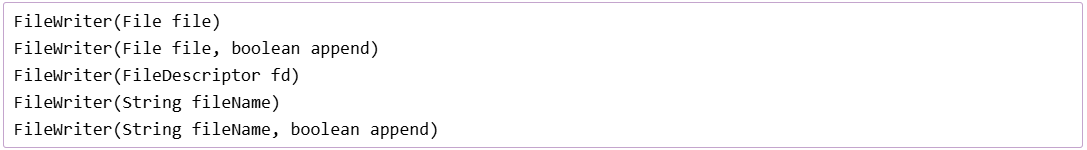 FileWriter(File file)
FileWriter(File file, boolean append)
FileWriter(FileDescriptor fd)
FileWriter(String fileName)
FileWriter(String fileName, boolean append)